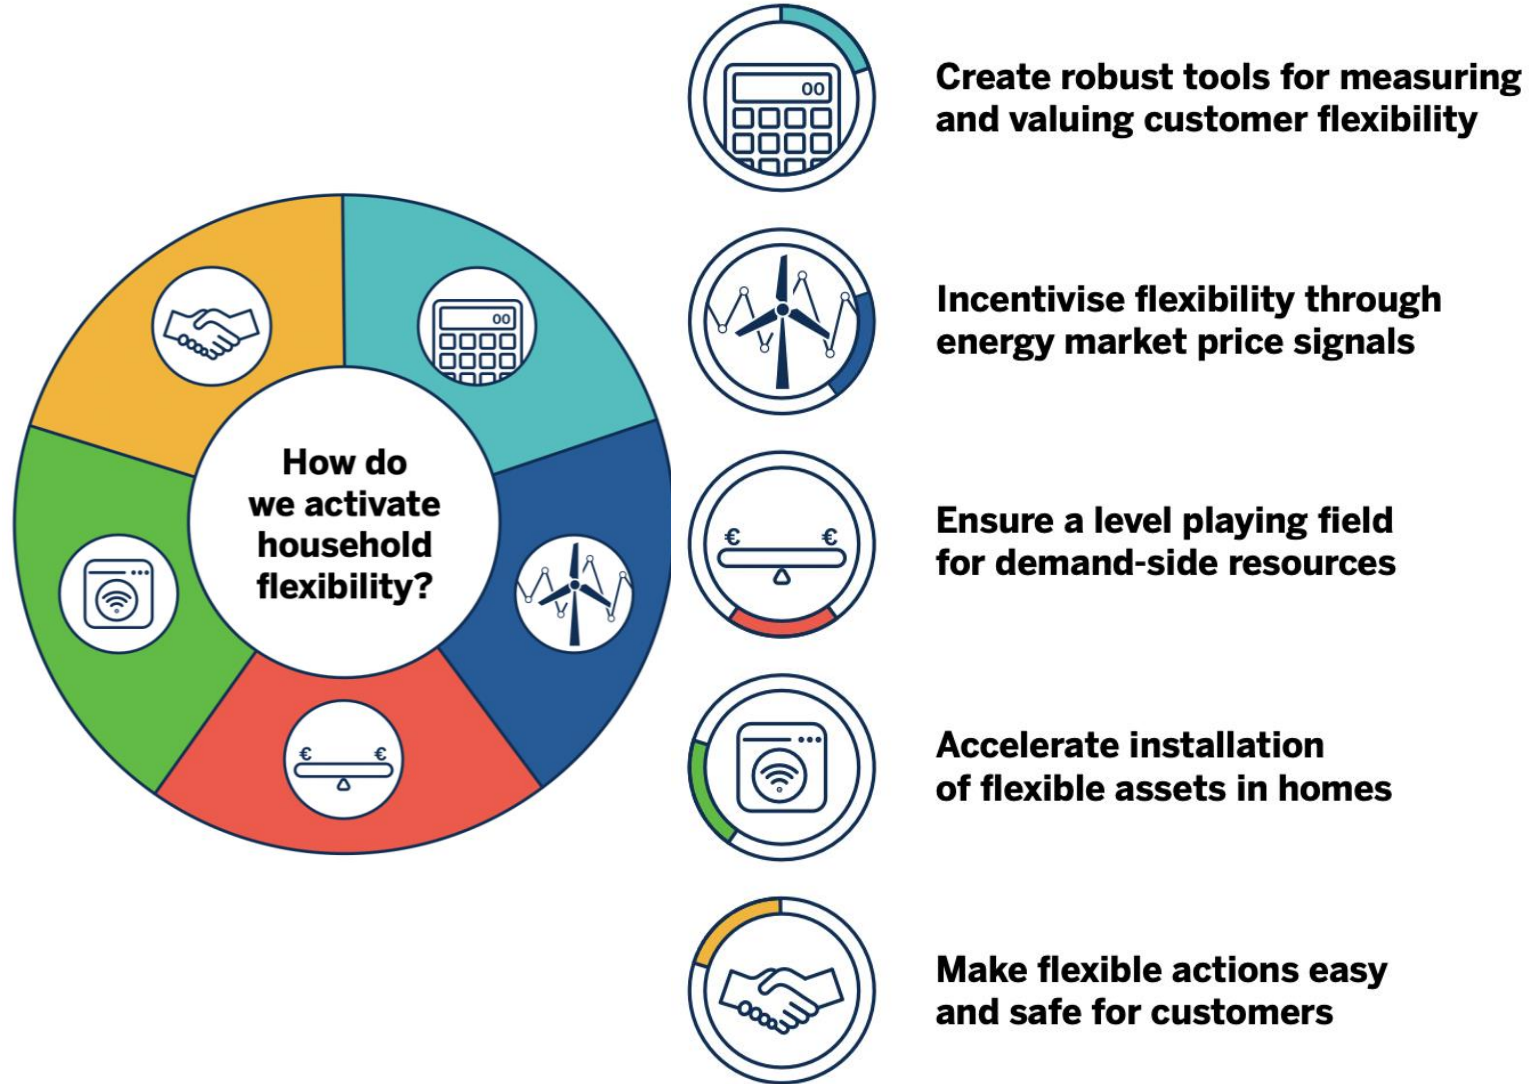 How do
we activate
household
flexibility?
00
€ €
00
Create robust tools for measuring
and valuing customer flexibility
Incentivise flexibility through
energy market price signals
€ €
Ensure a level playing field
for demand-side resources
Accelerate installation
of flexible assets in homes
Make flexible actions easy
and safe for customers